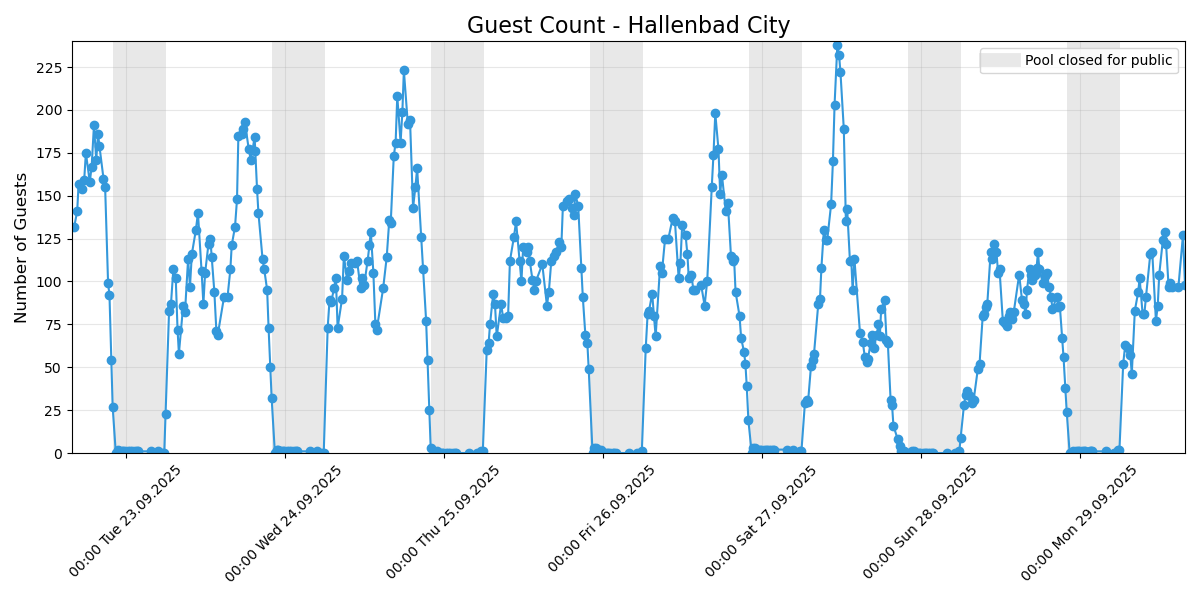 Guest Count - Hallenbad City
Pool closed for public
Number of Guests
225
200
175
150
125
100
75
50
25
0
00:00 Tue 23.09.2025
00:00 Wed 24.09.2025
00:00 Thu 25.09.2025
00:00 Fri 26.09.2025
00:00 Sat 27.09.2025
00:00 Sun 28.09.2025
00:00 Mon 29.09.2025